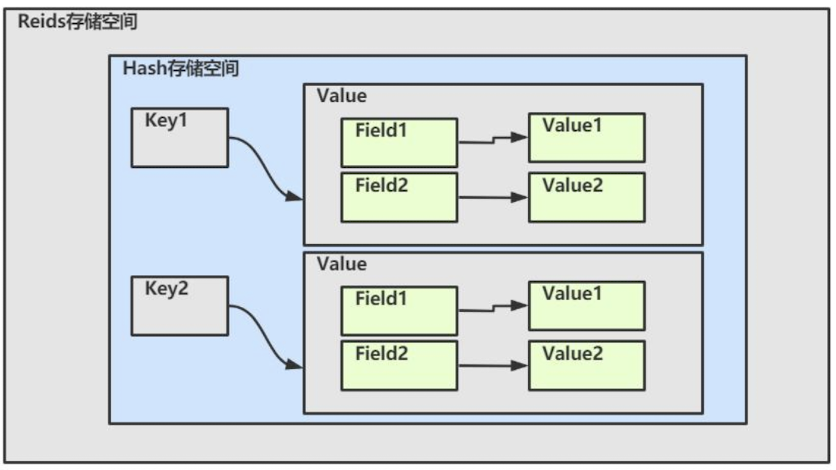 Reids存储空间
Hash存储空间
Key1
Value
Field1
Value1
Field2
Value2
Key2
Value
Field1
Value1
Field2
Value2